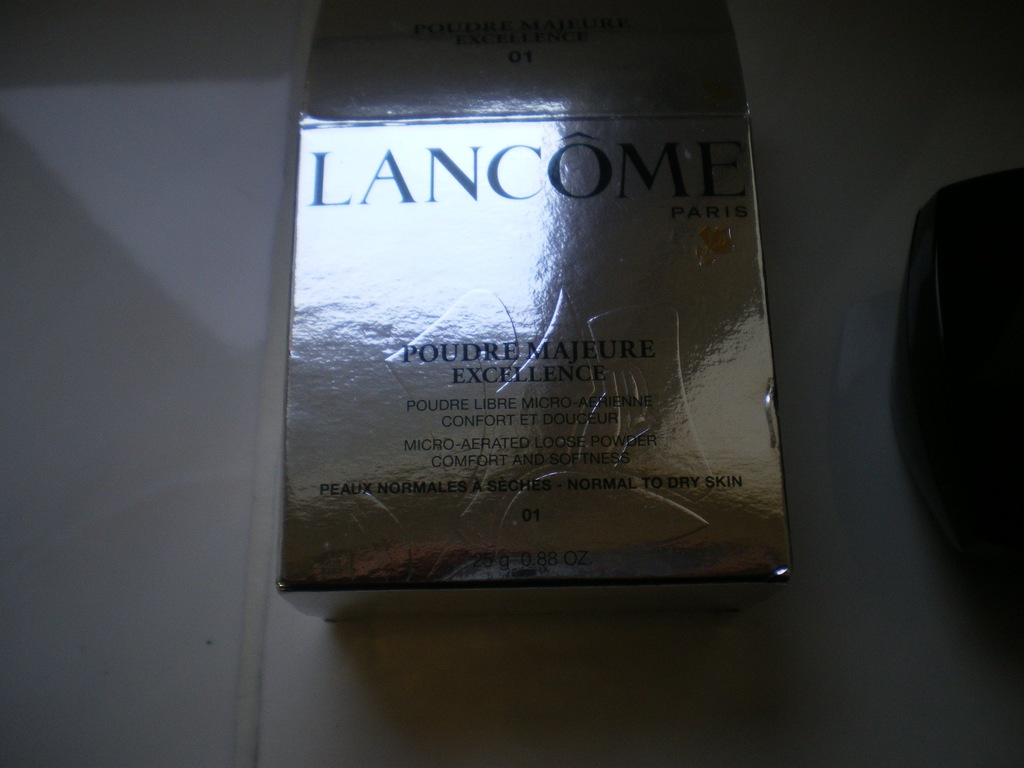 POUDRE MAJEURE
EXCELLENCE
01
LANCÔME
PARIS
POUDRE MAJEURE
EXCELLENCE
POUDRE LIBRE MICRO-AÉRIENNE
CONFORT ET DOUCEUR
MICRO-AERATED LOOSE POWDER
COMFORT AND SOFTNESS
PEAUX NORMALES À SÈCHES - NORMAL TO DRY SKIN
01
25 g 0.88 OZ.